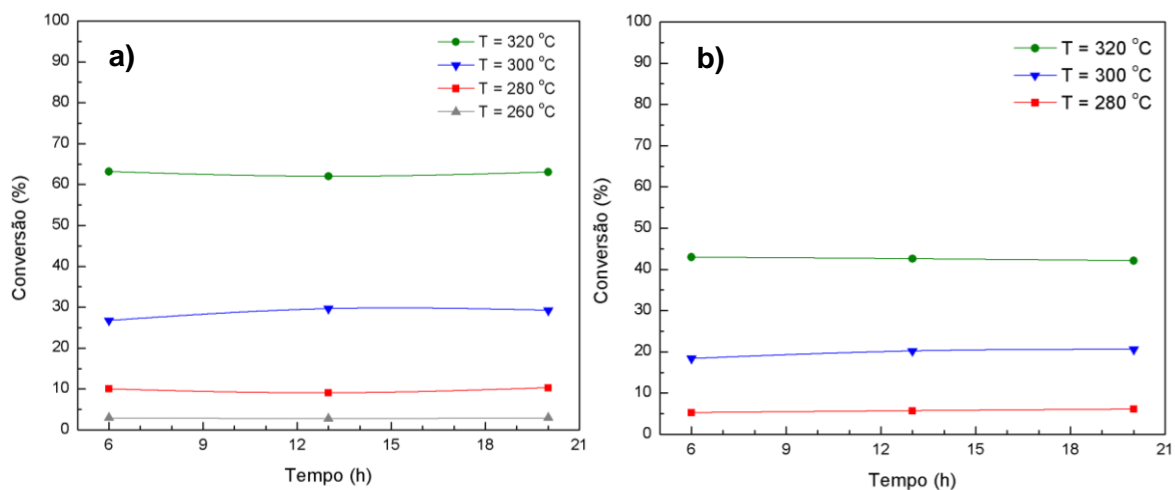 a)
T = 320 °C
T = 300 °C
T = 280 °C
T = 260 °C
100
90
80
70
60
50
40
30
20
10
0
Conversão (%)
6 9 12 15 18 21
Tempo (h)
b)
T = 320 °C
T = 300 °C
T = 280 °C
100
90
80
70
60
50
40
30
20
10
0
Conversão (%)
6 9 12 15 18 21
Tempo (h)